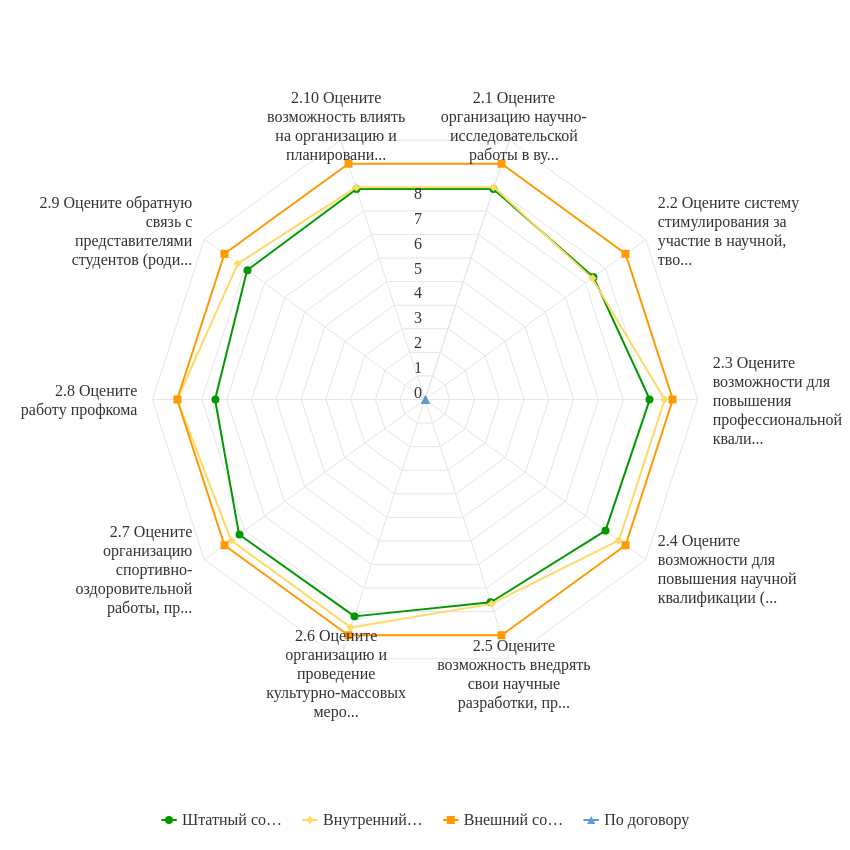 2.10 Оцените
возможность влиять
на организацию и
планировани...
2.1 Оцените
организацию научно-
исследовательской
работы в ву...
2.9 Оцените обратную
связь с
представителями
студентов (роди...
2.2 Оцените систему
стимулирования за
участие в научной,
тво...
8
7
6
5
4
3
2
1
0
2.8 Оцените
работу профкома
2.3 Оцените
возможности для
повышения
профессиональной
квали...
2.7 Оцените
организацию
спортивно-
оздоровительной
работы, пр...
2.4 Оцените
возможности для
повышения научной
квалификации (...
2.6 Оцените
организацию и
проведение
культурно-массовых
меро...
2.5 Оцените
возможность внедрять
свои научные
разработки, пр...
Штатный со… Внутренний… Внешний со… По договору